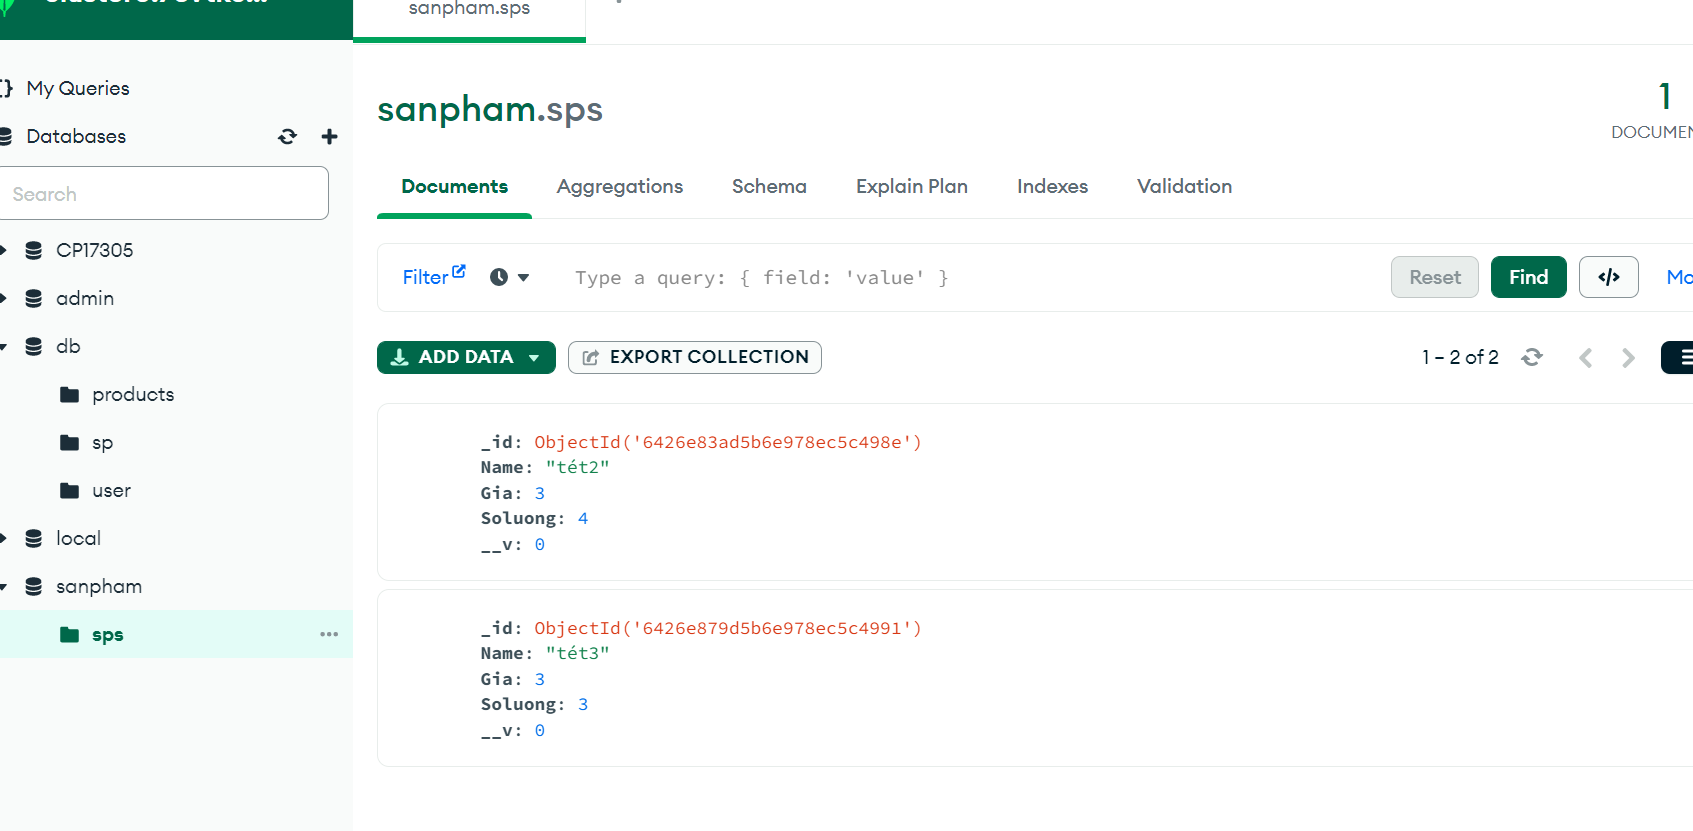 sanpham.sps
My Queries
Databases
Search
CP17305
admin
db
products
sp
user
local
sanpham
sps
sanpham.sps
1
Documents
Aggregations
Schema
Explain Plan
Indexes
Validation
Filter
Type a query: { field: 'value' }
Reset
Find
</>
ADD DATA
EXPORT COLLECTION
1 – 2 of 2
_id: ObjectId('6426e83ad5b6e978ec5c498e')
Name: "tét2"
Gia: 3
Soluong: 4
__v: 0
_id: ObjectId('6426e879d5b6e978ec5c4991')
Name: "tét3"
Gia: 3
Soluong: 3
__v: 0